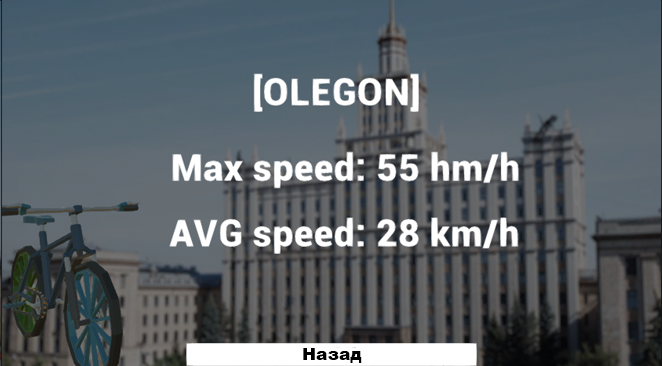 [OLEGON]
Max speed: 55 hm/h
AVG speed: 28 km/h
Назад